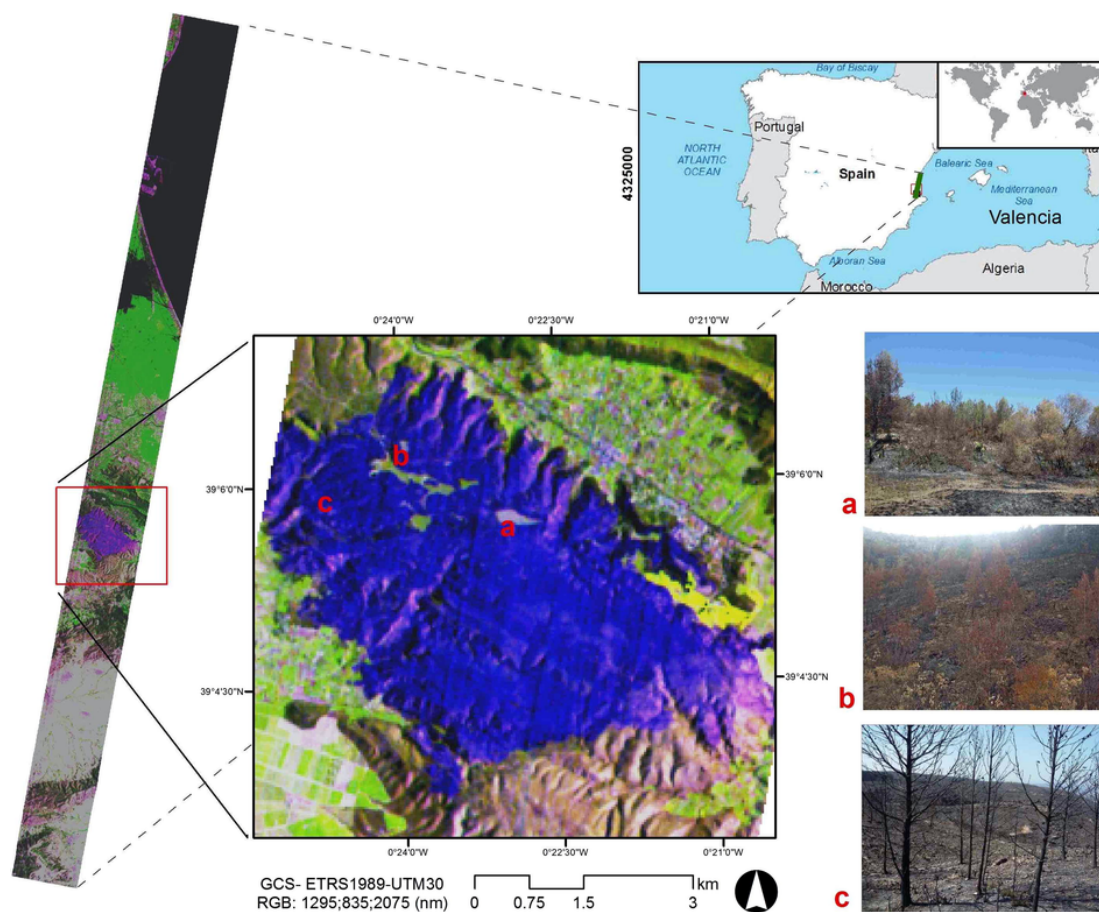 Bay of Biscay
Portugal
NORTH
ATLANTIC
OCEAN
Spain
Balearic Sea
Mediterranean
Sea
Valencia
Alboran Sea
Algeria
Morocco
4325000
0°24'0"W
0°22'30"W
0°21'0"W
39°6'0"N
39°6'0"N
39°4'30"N
39°4'30"N
b
c
a
0°24'0"W
0°22'30"W
0°21'0"W
a
b
c
GCS- ETRS1989-UTM30
RGB: 1295;835;2075 (nm)
km
0 0.75 1.5 3